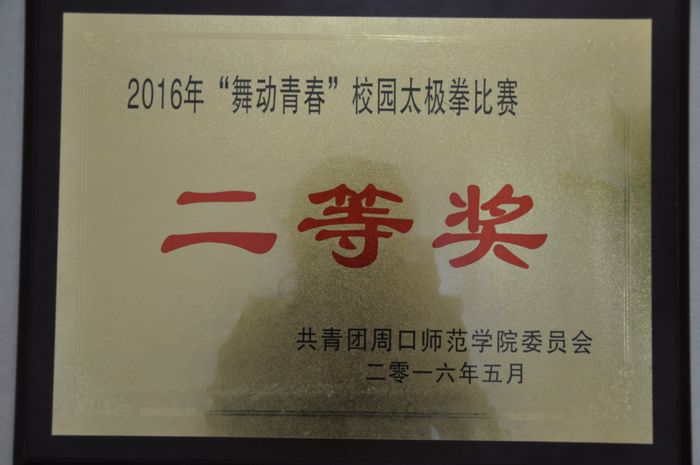 2016年“舞动青春”校园太极拳比赛
二等奖
共青团周口师范学院委员会
二零一六年五月